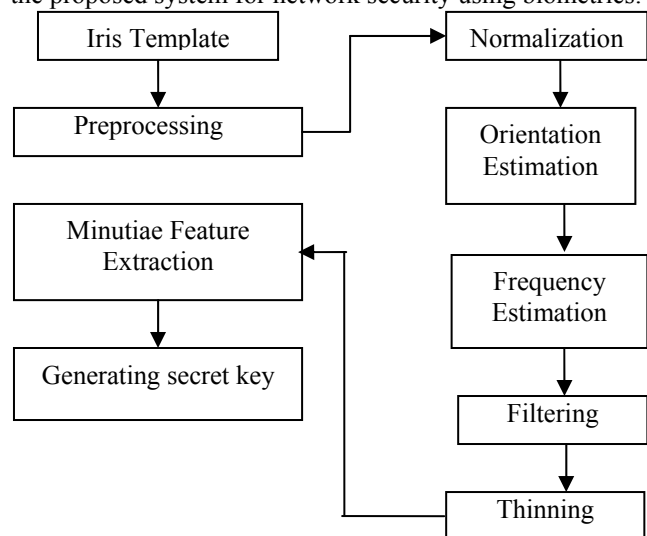 the proposed system for network security using biometrics.
Iris Template
Preprocessing
Normalization
Orientation
Estimation
Frequency
Estimation
Filtering
Thinning
Minutiae Feature
Extraction
Generating secret key